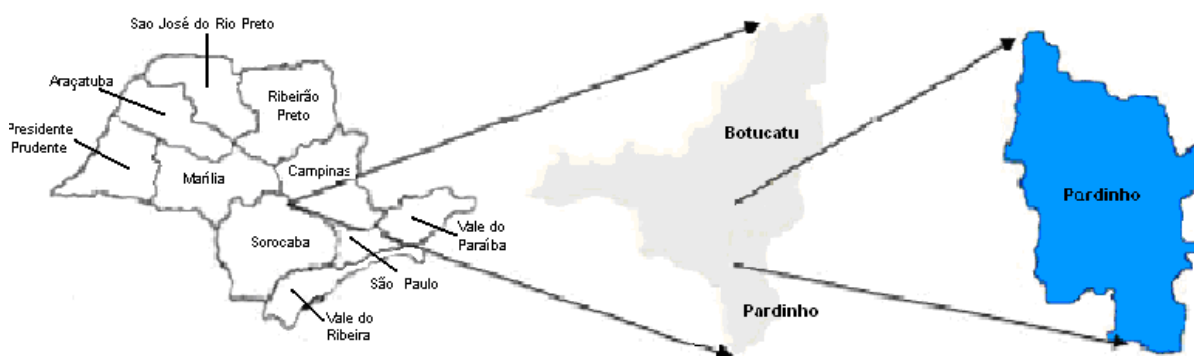 Sao José do Rio Preto
Araçatuba
Ribeirão
Preto
Presidente
Prudente
Marília
Campinas
Sorocaba
Vale do
Paraíba
São Paulo
Vale do
Ribeira
Botucatu
Pardinho
Pardinho